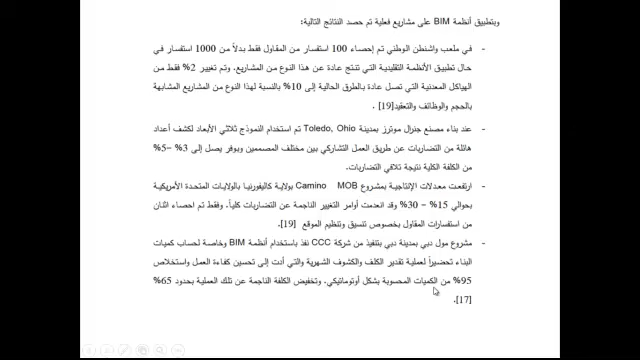 وبتطبيق أنظمة BIM على مشاريع فعلية تم حصد النتائج التالية:
- في ملعب واشنطن الوطني تم إحصاء 100 استفسار من المقاول فقط بدلاً من 1000 استفسار في
حال تطبيق الأنظمة التقليدية التي تنتج عادة عن هذا النوع من المشاريع. وتم تغيير 2% فقط من
الهياكل المعدنية التي تصل عادة بالطرق الحالية إلى 10% بالنسبة لهذا النوع من المشاريع المشابهة
بالحجم والوظائف والتعقيد[19].
- عند بناء مصنع جنرال موترز بمدينة Toledo, Ohio تم استخدام النموذج ثلاثي الأبعاد لكشف أعداد
هائلة من التضاربات عن طريق العمل التشاركي بين مختلف المصممين وبوفر يصل إلى 3% -5%
من الكلفة الكلية نتيجة تلافي التضاربات.
- ارتفعت معدلات الإنتاجية بمشروع Camino MOB بولاية كاليفورنيا بالولايات المتحدة الأمريكية
بحوالي 15% - 30% وقد انعدمت أوامر التغيير الناجمة عن التضاربات كلياً. وفقط تم احصاء اثنان
من استفسارات المقاول بخصوص تنسيق وتنظيم الموقع [19].
- مشروع مول دبي بمدينة دبي بتنفيذ من شركة CCC نفذ باستخدام أنظمة BIM وخاصة لحساب كميات
البناء تحضيراً لعملية تقدير الكلف والكشوف الشهرية والتي أدت إلى تحسين كفاءة العمل واستخلاص
95% من الكميات المحسوبة بشكل أوتوماتيكي. وتخفيض الكلفة الناجمة عن تلك العملية بحدود 65%
[17].